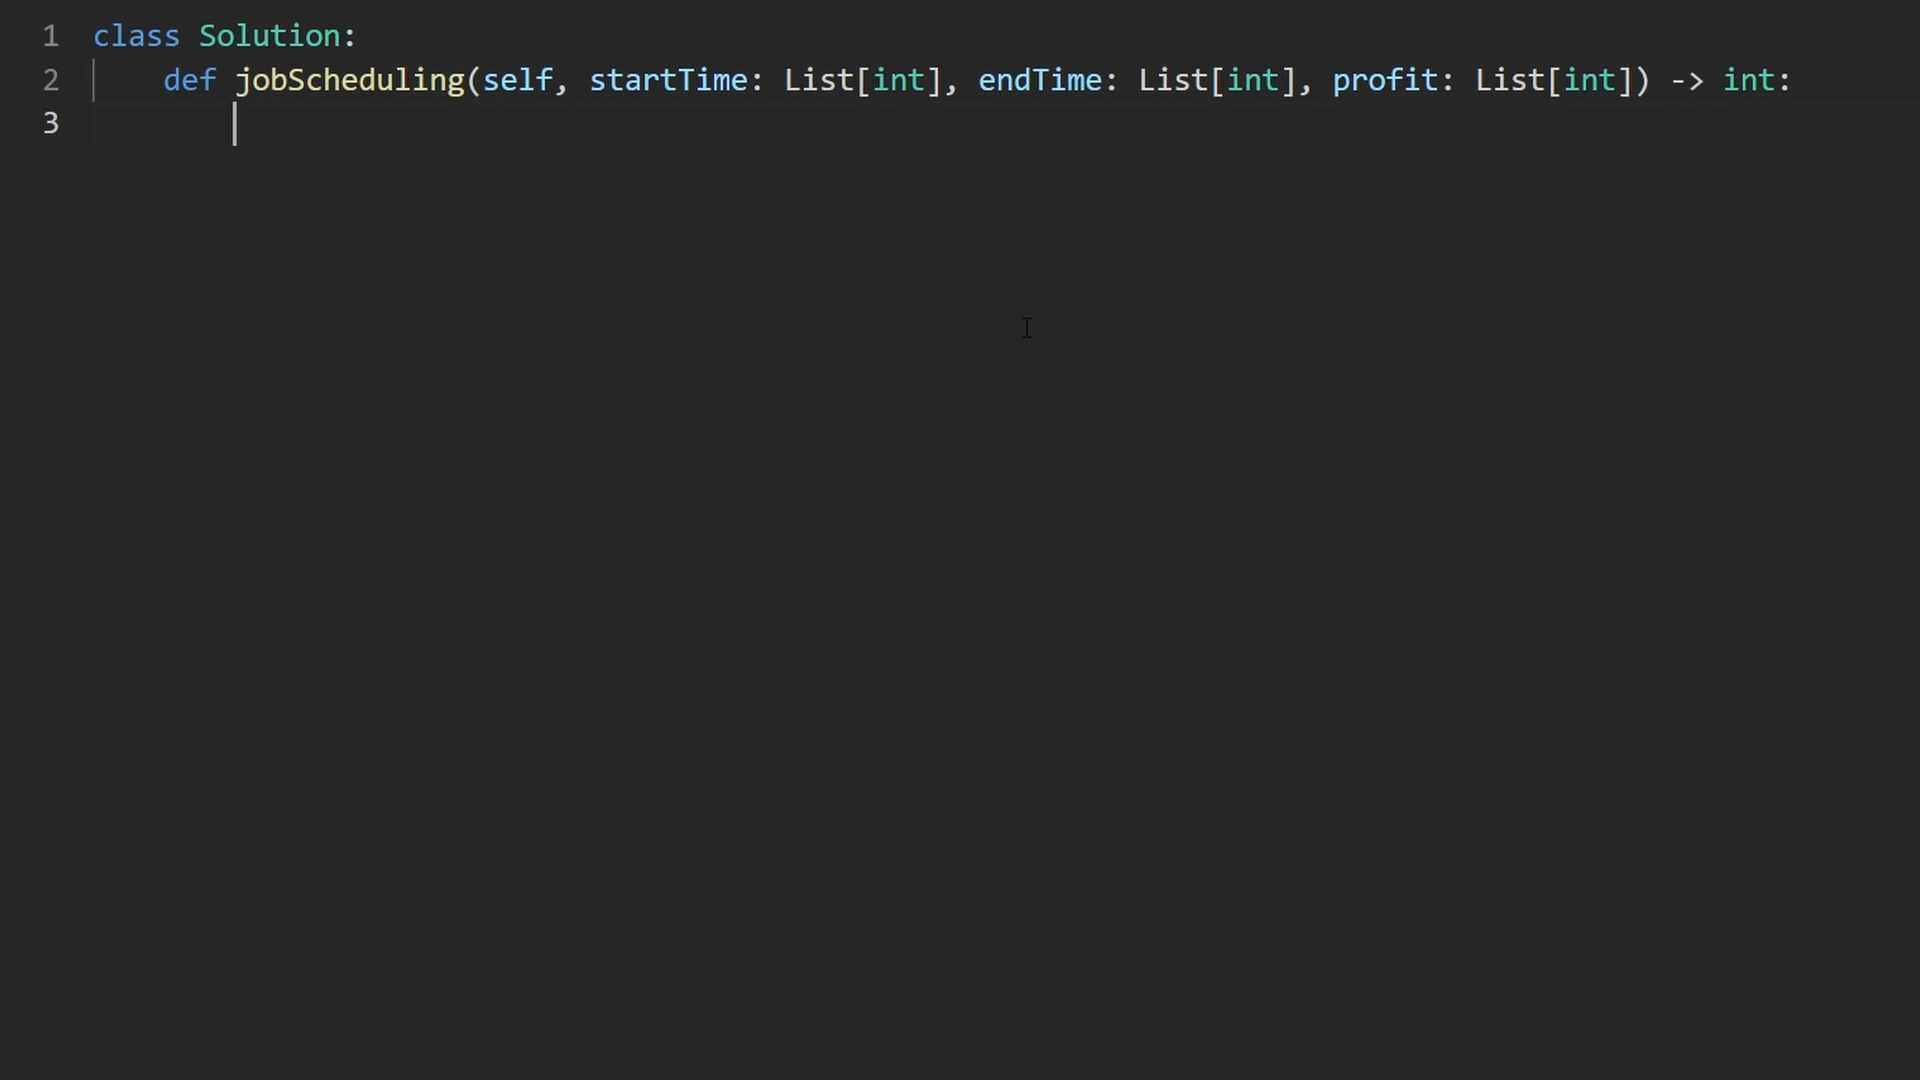 1 class Solution:
2 def jobScheduling(self, startTime: List[int], endTime: List[int], profit: List[int]) -> int:
3